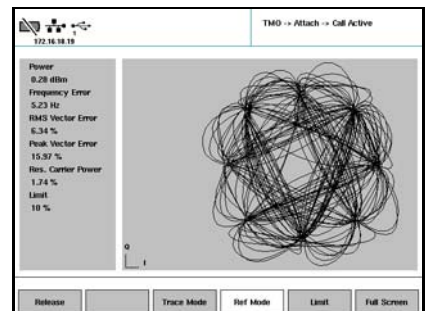 TMO -> Attach -> Call Active
1
172.16.18.19
Power
0.28 dBm
Frequency Error
5.23 Hz
RMS Vector Error
6.34 %
Peak Vector Error
15.97 %
Res. Carrier Power
1.74 %
Limit
10 %
Q
I
Release
Trace Mode
Ref Mode
Limit
Full Screen